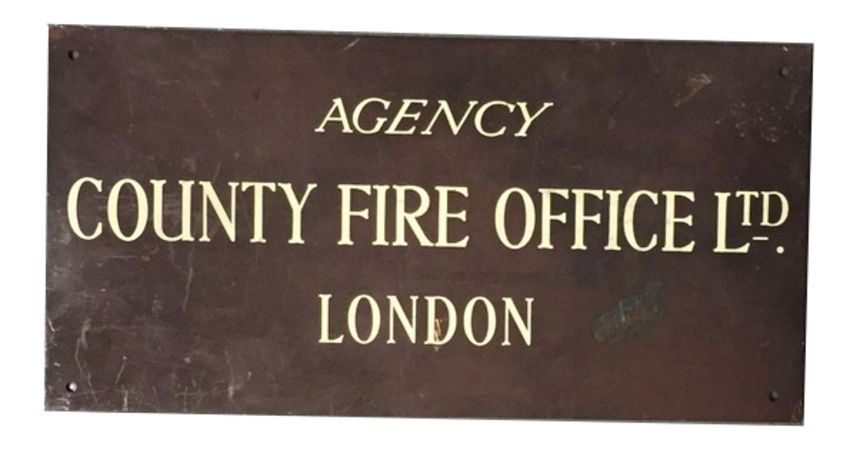 AGENCY
COUNTY FIRE OFFICE LTD.
LONDON